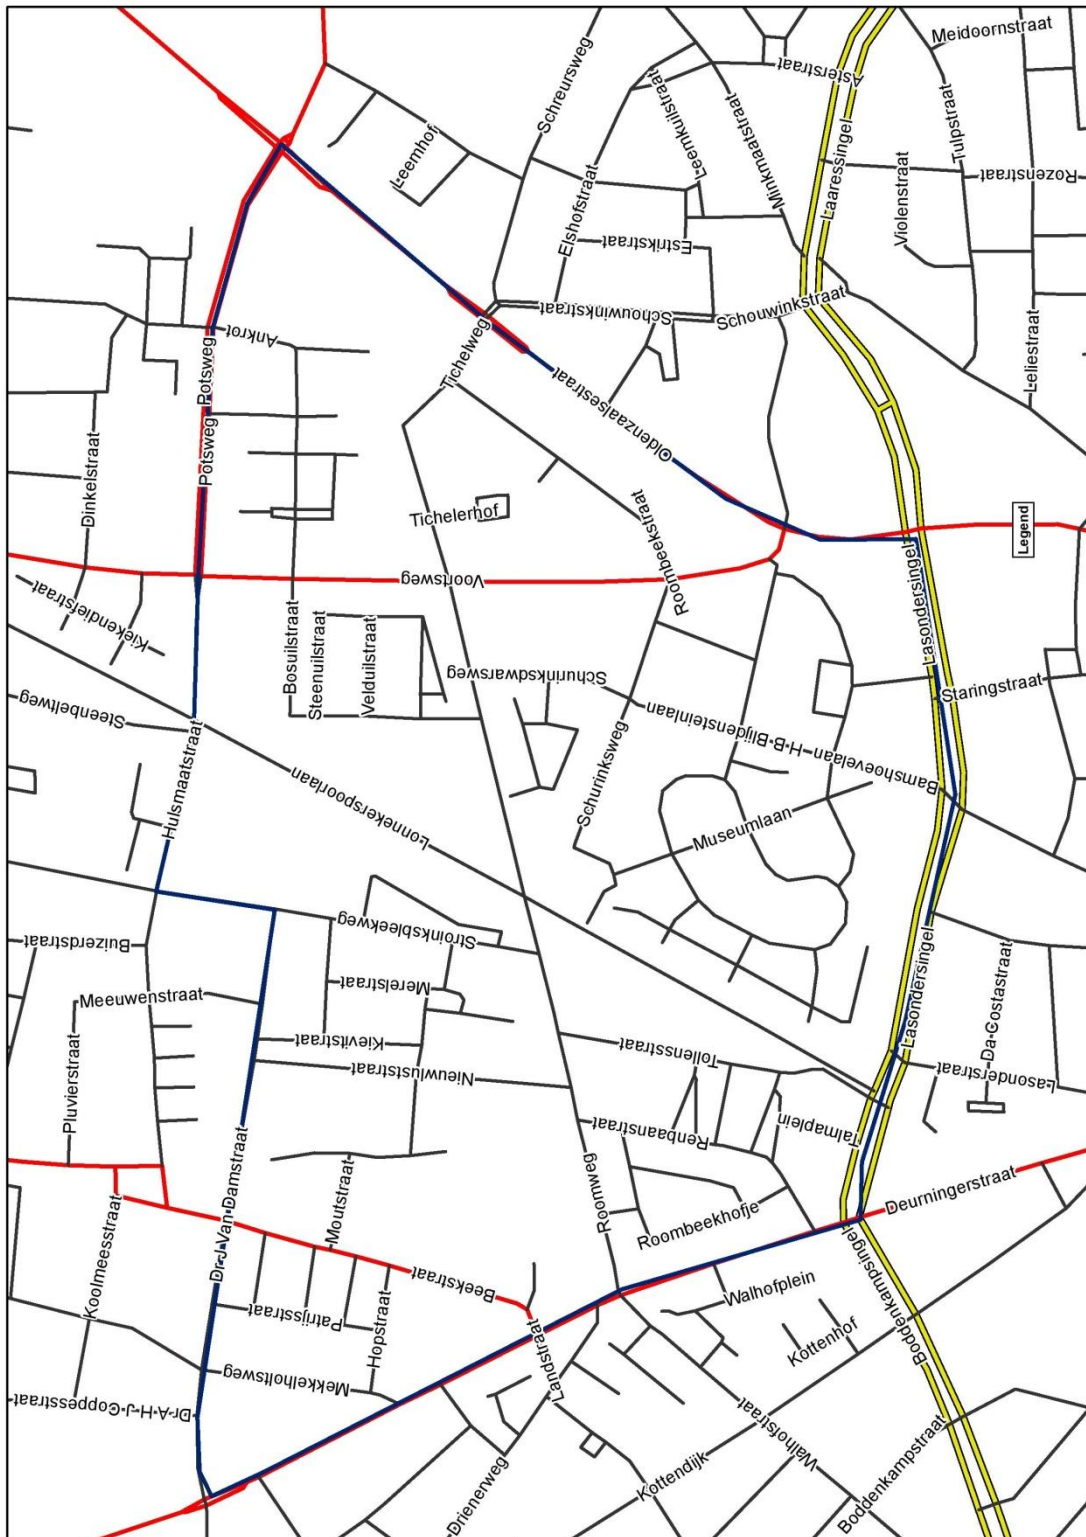 Meidoornstraat
Asterstraat
Schreursweg
Leemkuilstraat
Minkmaatstraat
Tulpstraat
Leemhof
Rozenstraat
Laaressingel
Violenstraat
Elshofstraat
Estrikstraat
Schouwinkstraat
Schouwinkstraat
Ankrot
Tichelweg
Potsweg
Leliestraat
Oldenzaalsestraat
Potsweg
Dinkelstraat
Tichelerhof
Roombeekstraat
Legend
Voortsweg
Kiekendiefstraat
Lasondersingel
Bosuilstraat
Steenuilstraat
Velduilstraat
Schurinksdwarsweg
Staringstraat
Steenbeltweg
H-B-Blijdensteinlaan
Bamshoevelaan
Hulsmaatstraat
Lonnekerspoorlaan
Schurinksweg
Museumlaan
Stroinksbleekweg
Buizerdstraat
Lasondersingel
Merelstraat
Meeuwenstraat
Da-Costastraat
Kievitstraat
Tollensstraat
Nieuwluststraat
Lasonderstraat
Pluvierstraat
Renbaanstraat
Talmaplein
Roomweg
Moutstraat
Deurningerstraat
Koolmeesstraat
Dr-J-Van-Damstraat
Roombeekhofje
Beekstraat
Boddenkampsingel
Walhofplein
Patrijsstraat
Hopstraat
Kottenhof
Landstraat
Mekkelholtsweg
Dr-A-H-J-Coppesstraat
Walhofstraat
Kottendijk
Drienerweg
Boddenkampstraat